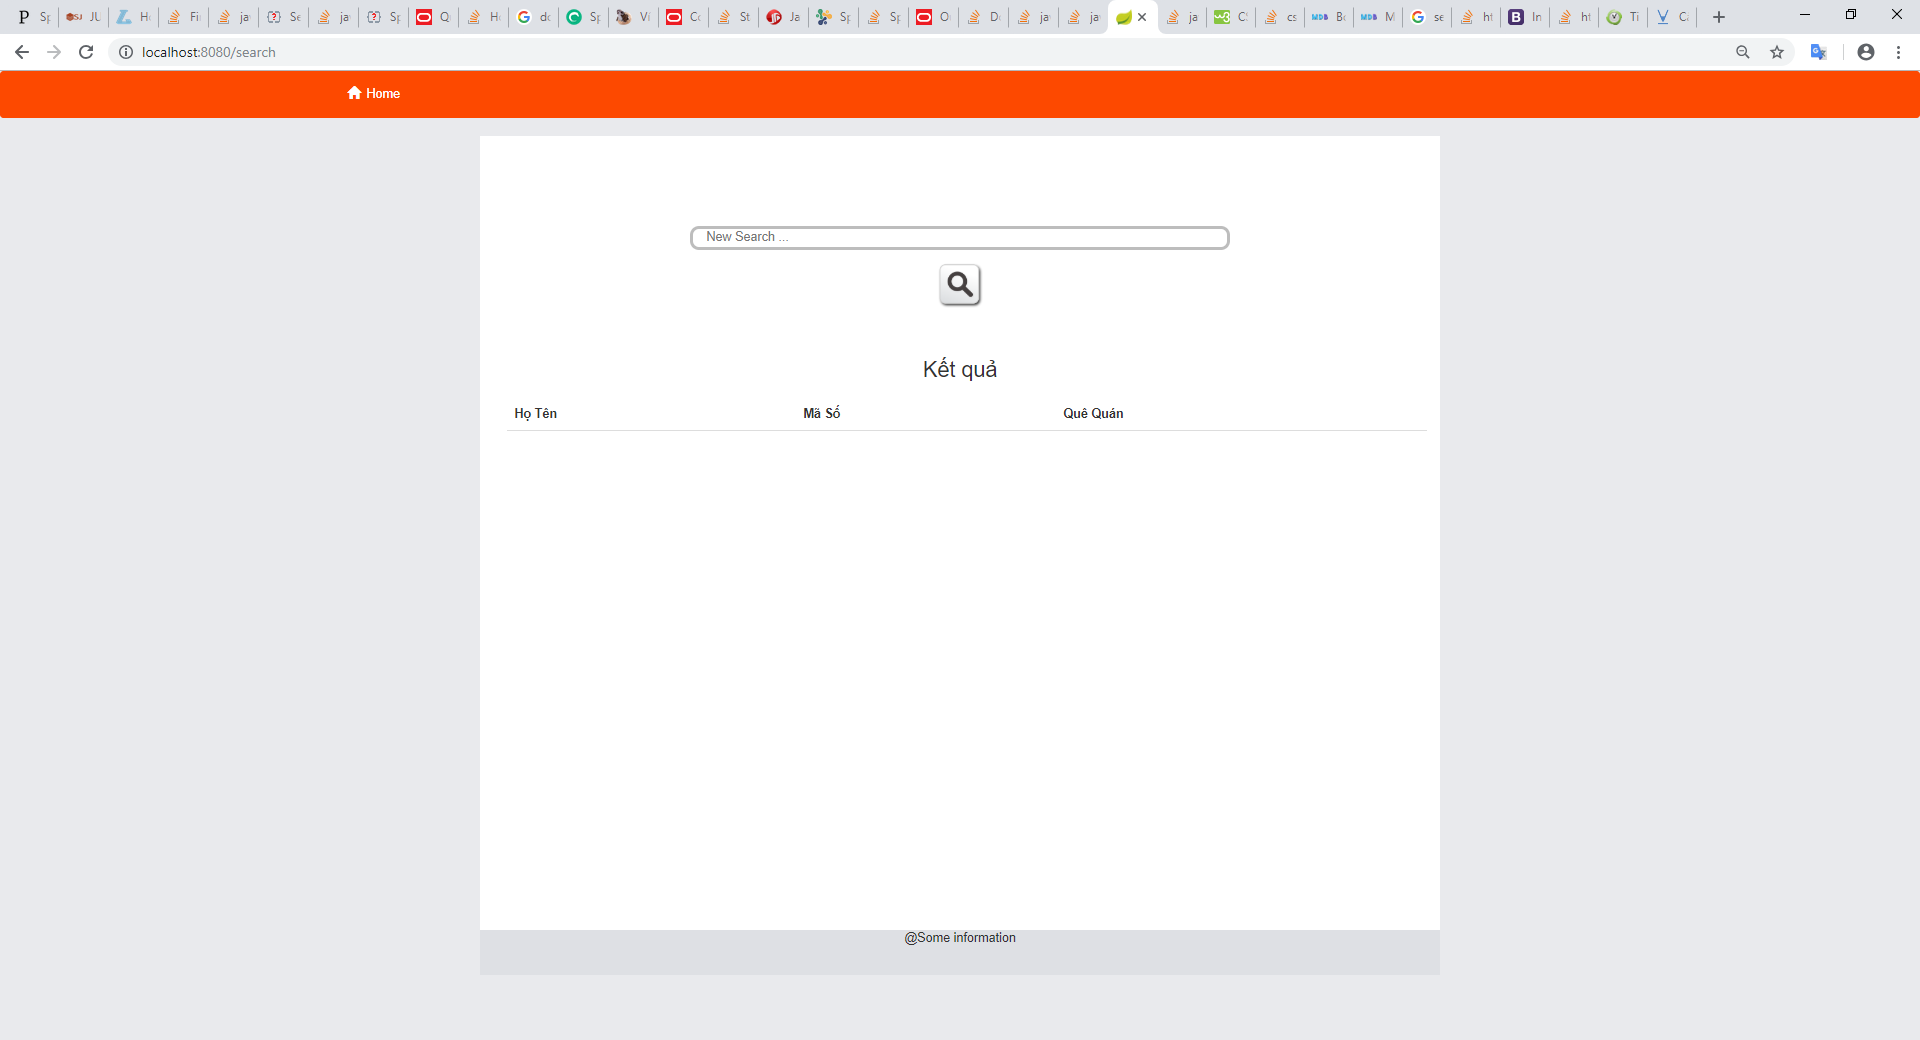 localhost:8080/search
Home
New Search ...
Kết quả
Họ Tên Mã Số Quê Quán
@Some information